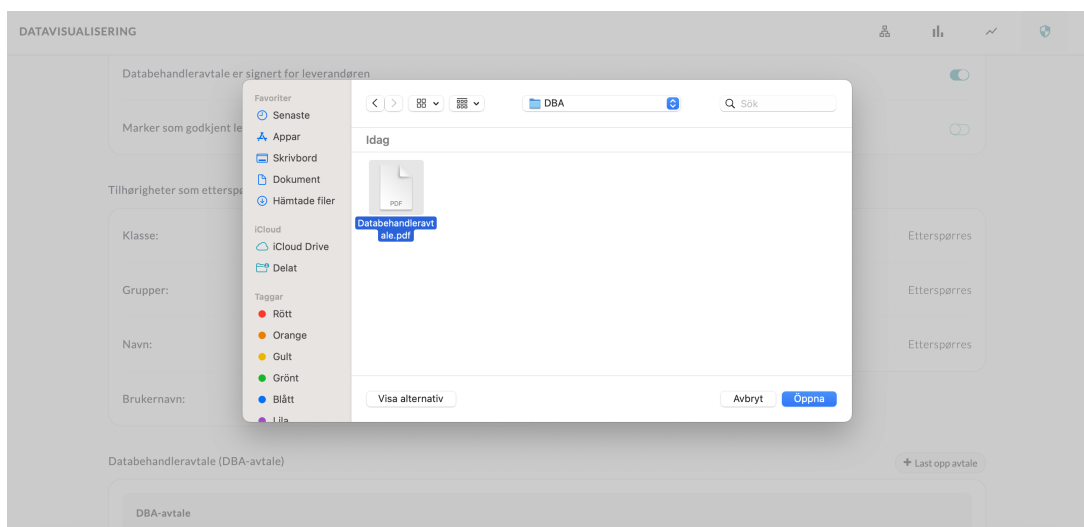 DATAVISUALISERING
Databehandleravtale er signert for leverandøren
Marker som godkjent le
Tilhørigheter som etterspø
Klasse:
Etterspørres
Grupper:
Etterspørres
Navn:
Etterspørres
Brukernavn:
Databehandleravtale (DBA-avtale)
+ Last opp avtale
DBA-avtale
Favoriter
Senaste
Appar
Skrivbord
Dokument
Hämtade filer
iCloud
iCloud Drive
Delat
Taggar
Rött
Orange
Gult
Grönt
Blått
Lila
DBA
Sök
Idag
PDF
Databehandleravt
ale.pdf
Visa alternativ
Avbryt
Öppna